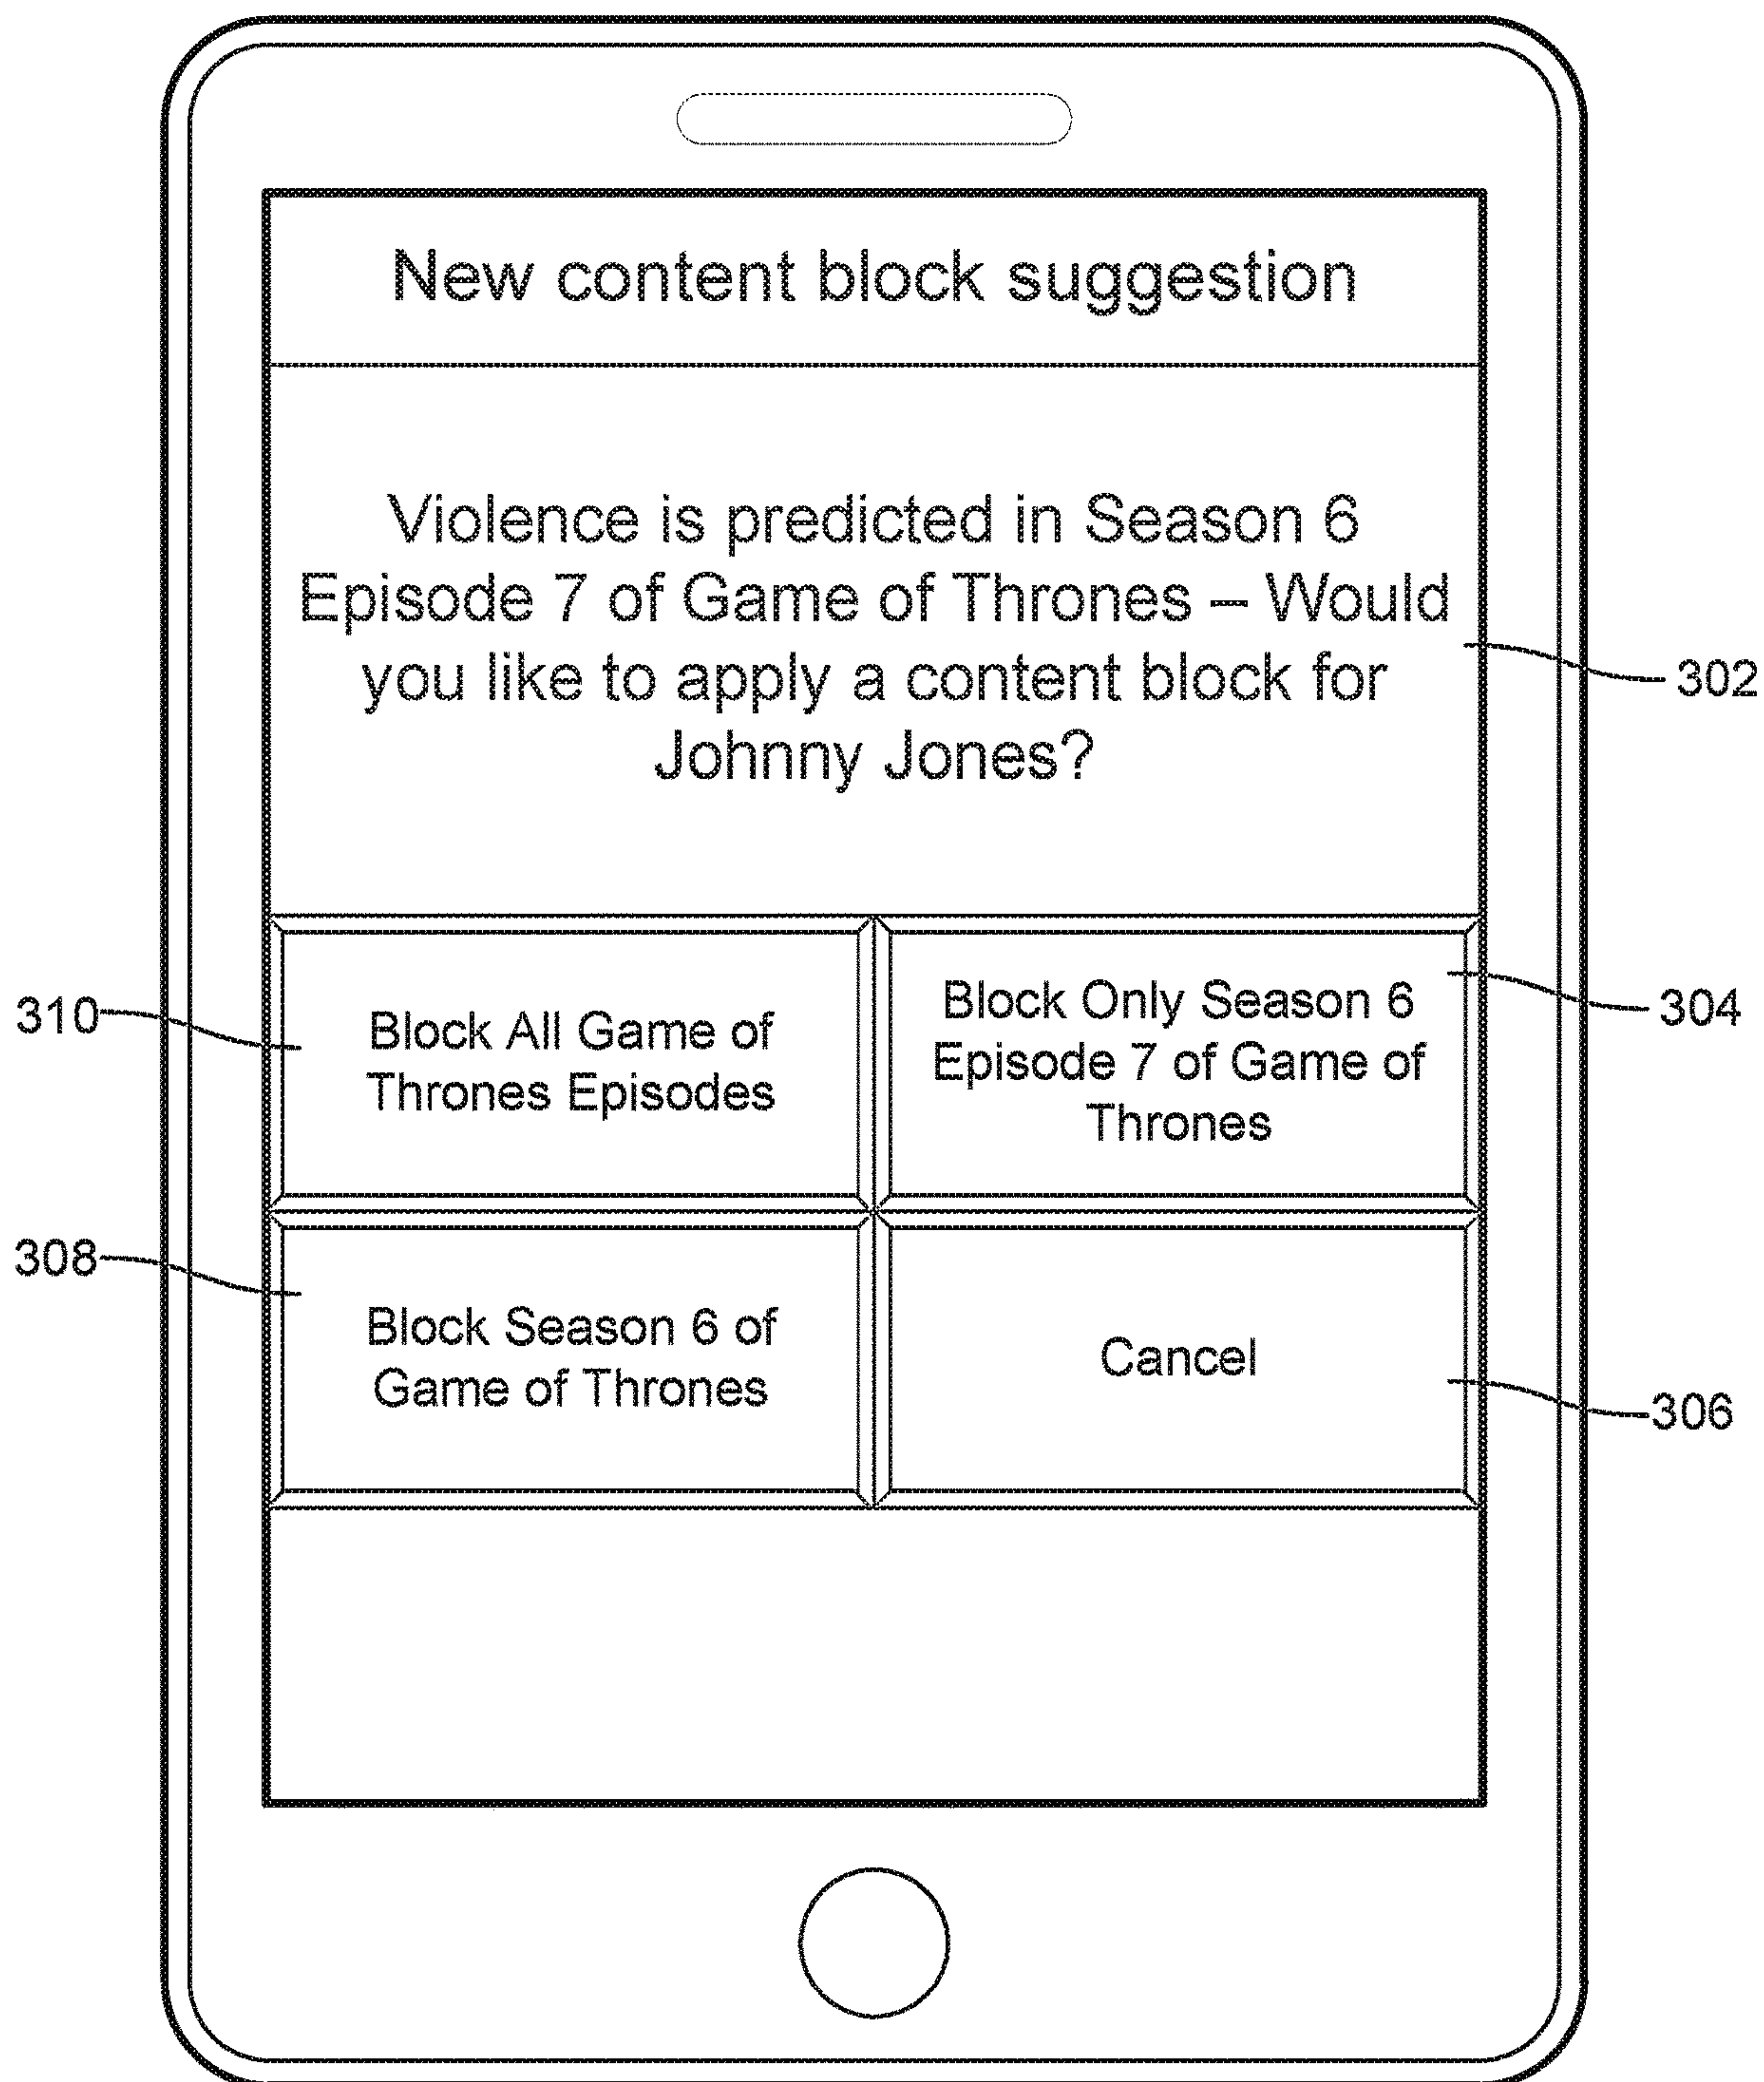 New content block suggestion
Violence is predicted in Season 6
Episode 7 of Game of Thrones – Would
you like to apply a content block for
Johnny Jones?
302
310
Block All Game of
Thrones Episodes
Block Only Season 6
Episode 7 of Game of
Thrones
304
308
Block Season 6 of
Game of Thrones
Cancel
306